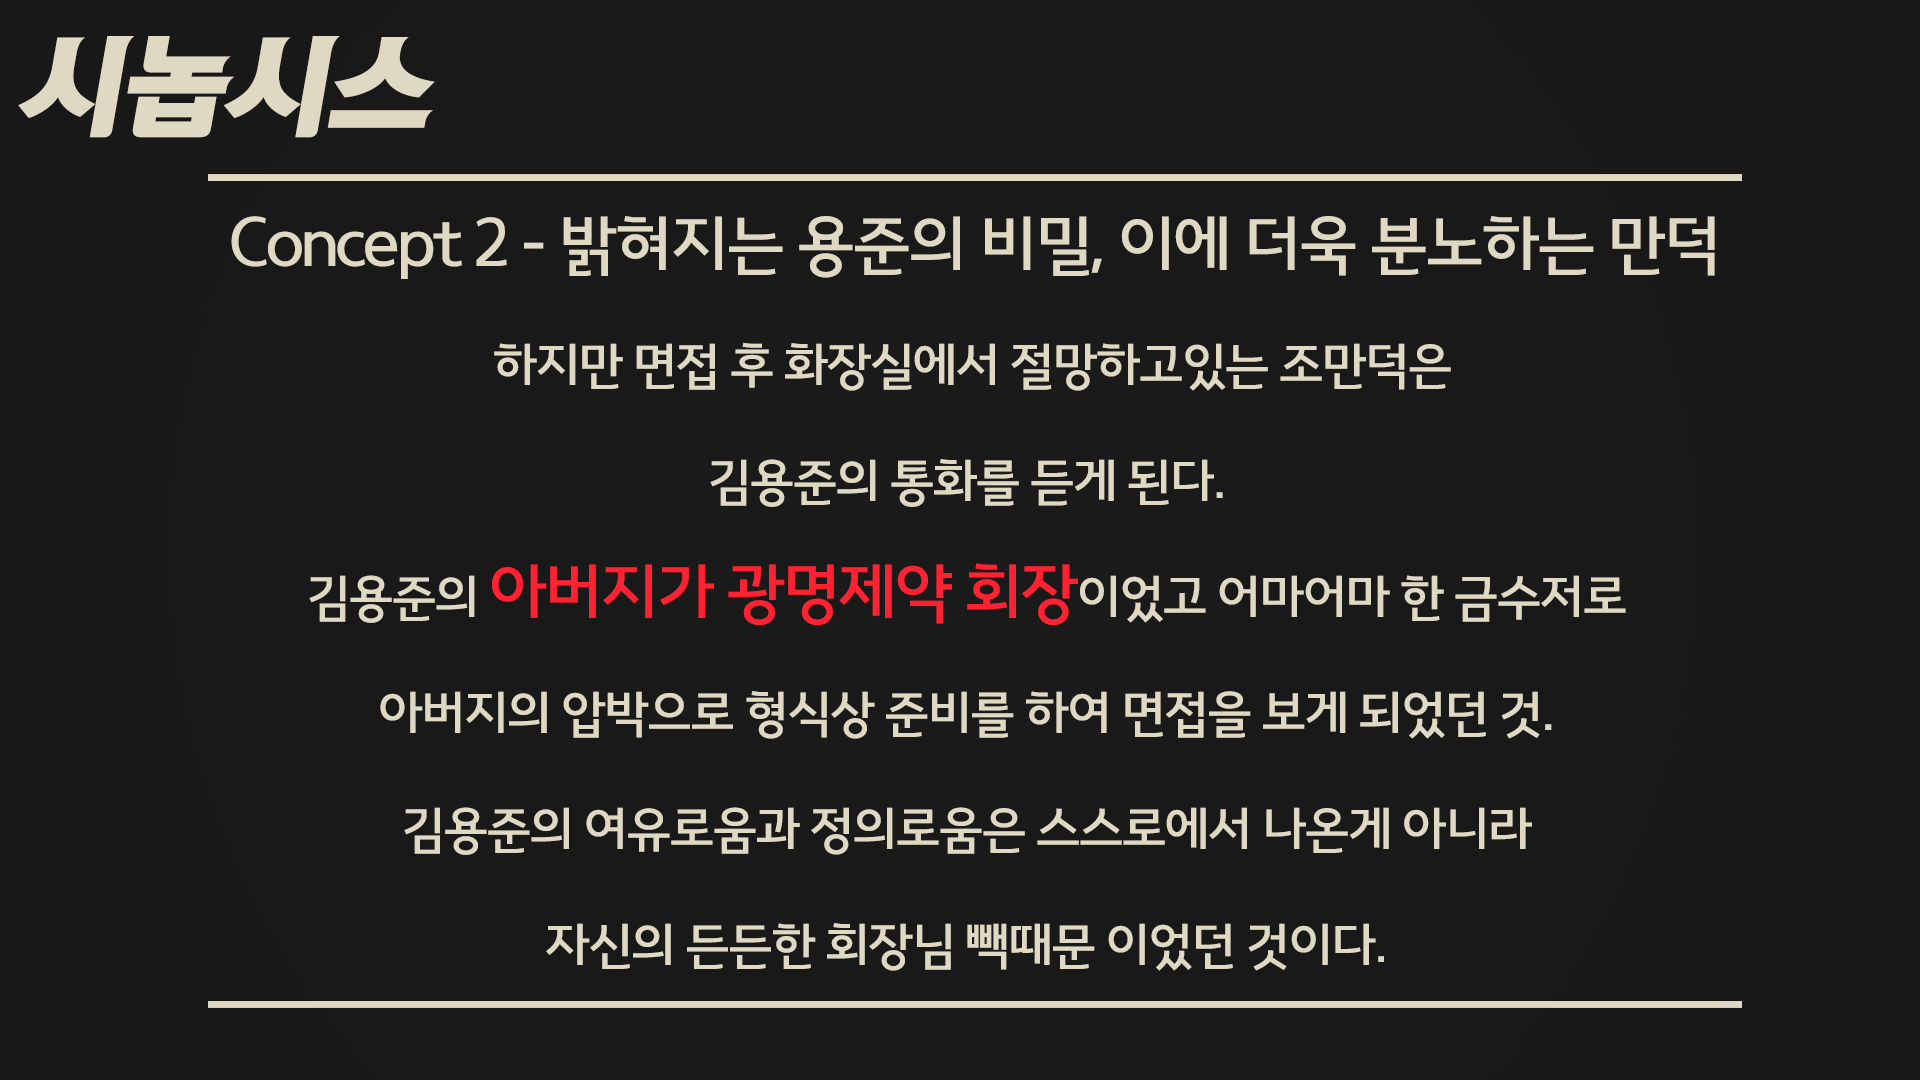 시놉시스
Concept 2 - 밝혀지는 용준의 비밀, 이에 더욱 분노하는 만덕
하지만 면접 후 화장실에서 절망하고있는 조만덕은
김용준의 통화를 듣게 된다.
김용준의 아버지가 광명제약 회장이었고 어마어마 한 금수저로
아버지의 압박으로 형식상 준비를 하여 면접을 보게 되었던 것.
김용준의 여유로움과 정의로움은 스스로에서 나온게 아니라
자신의 든든한 회장님 빽때문 이었던 것이다.